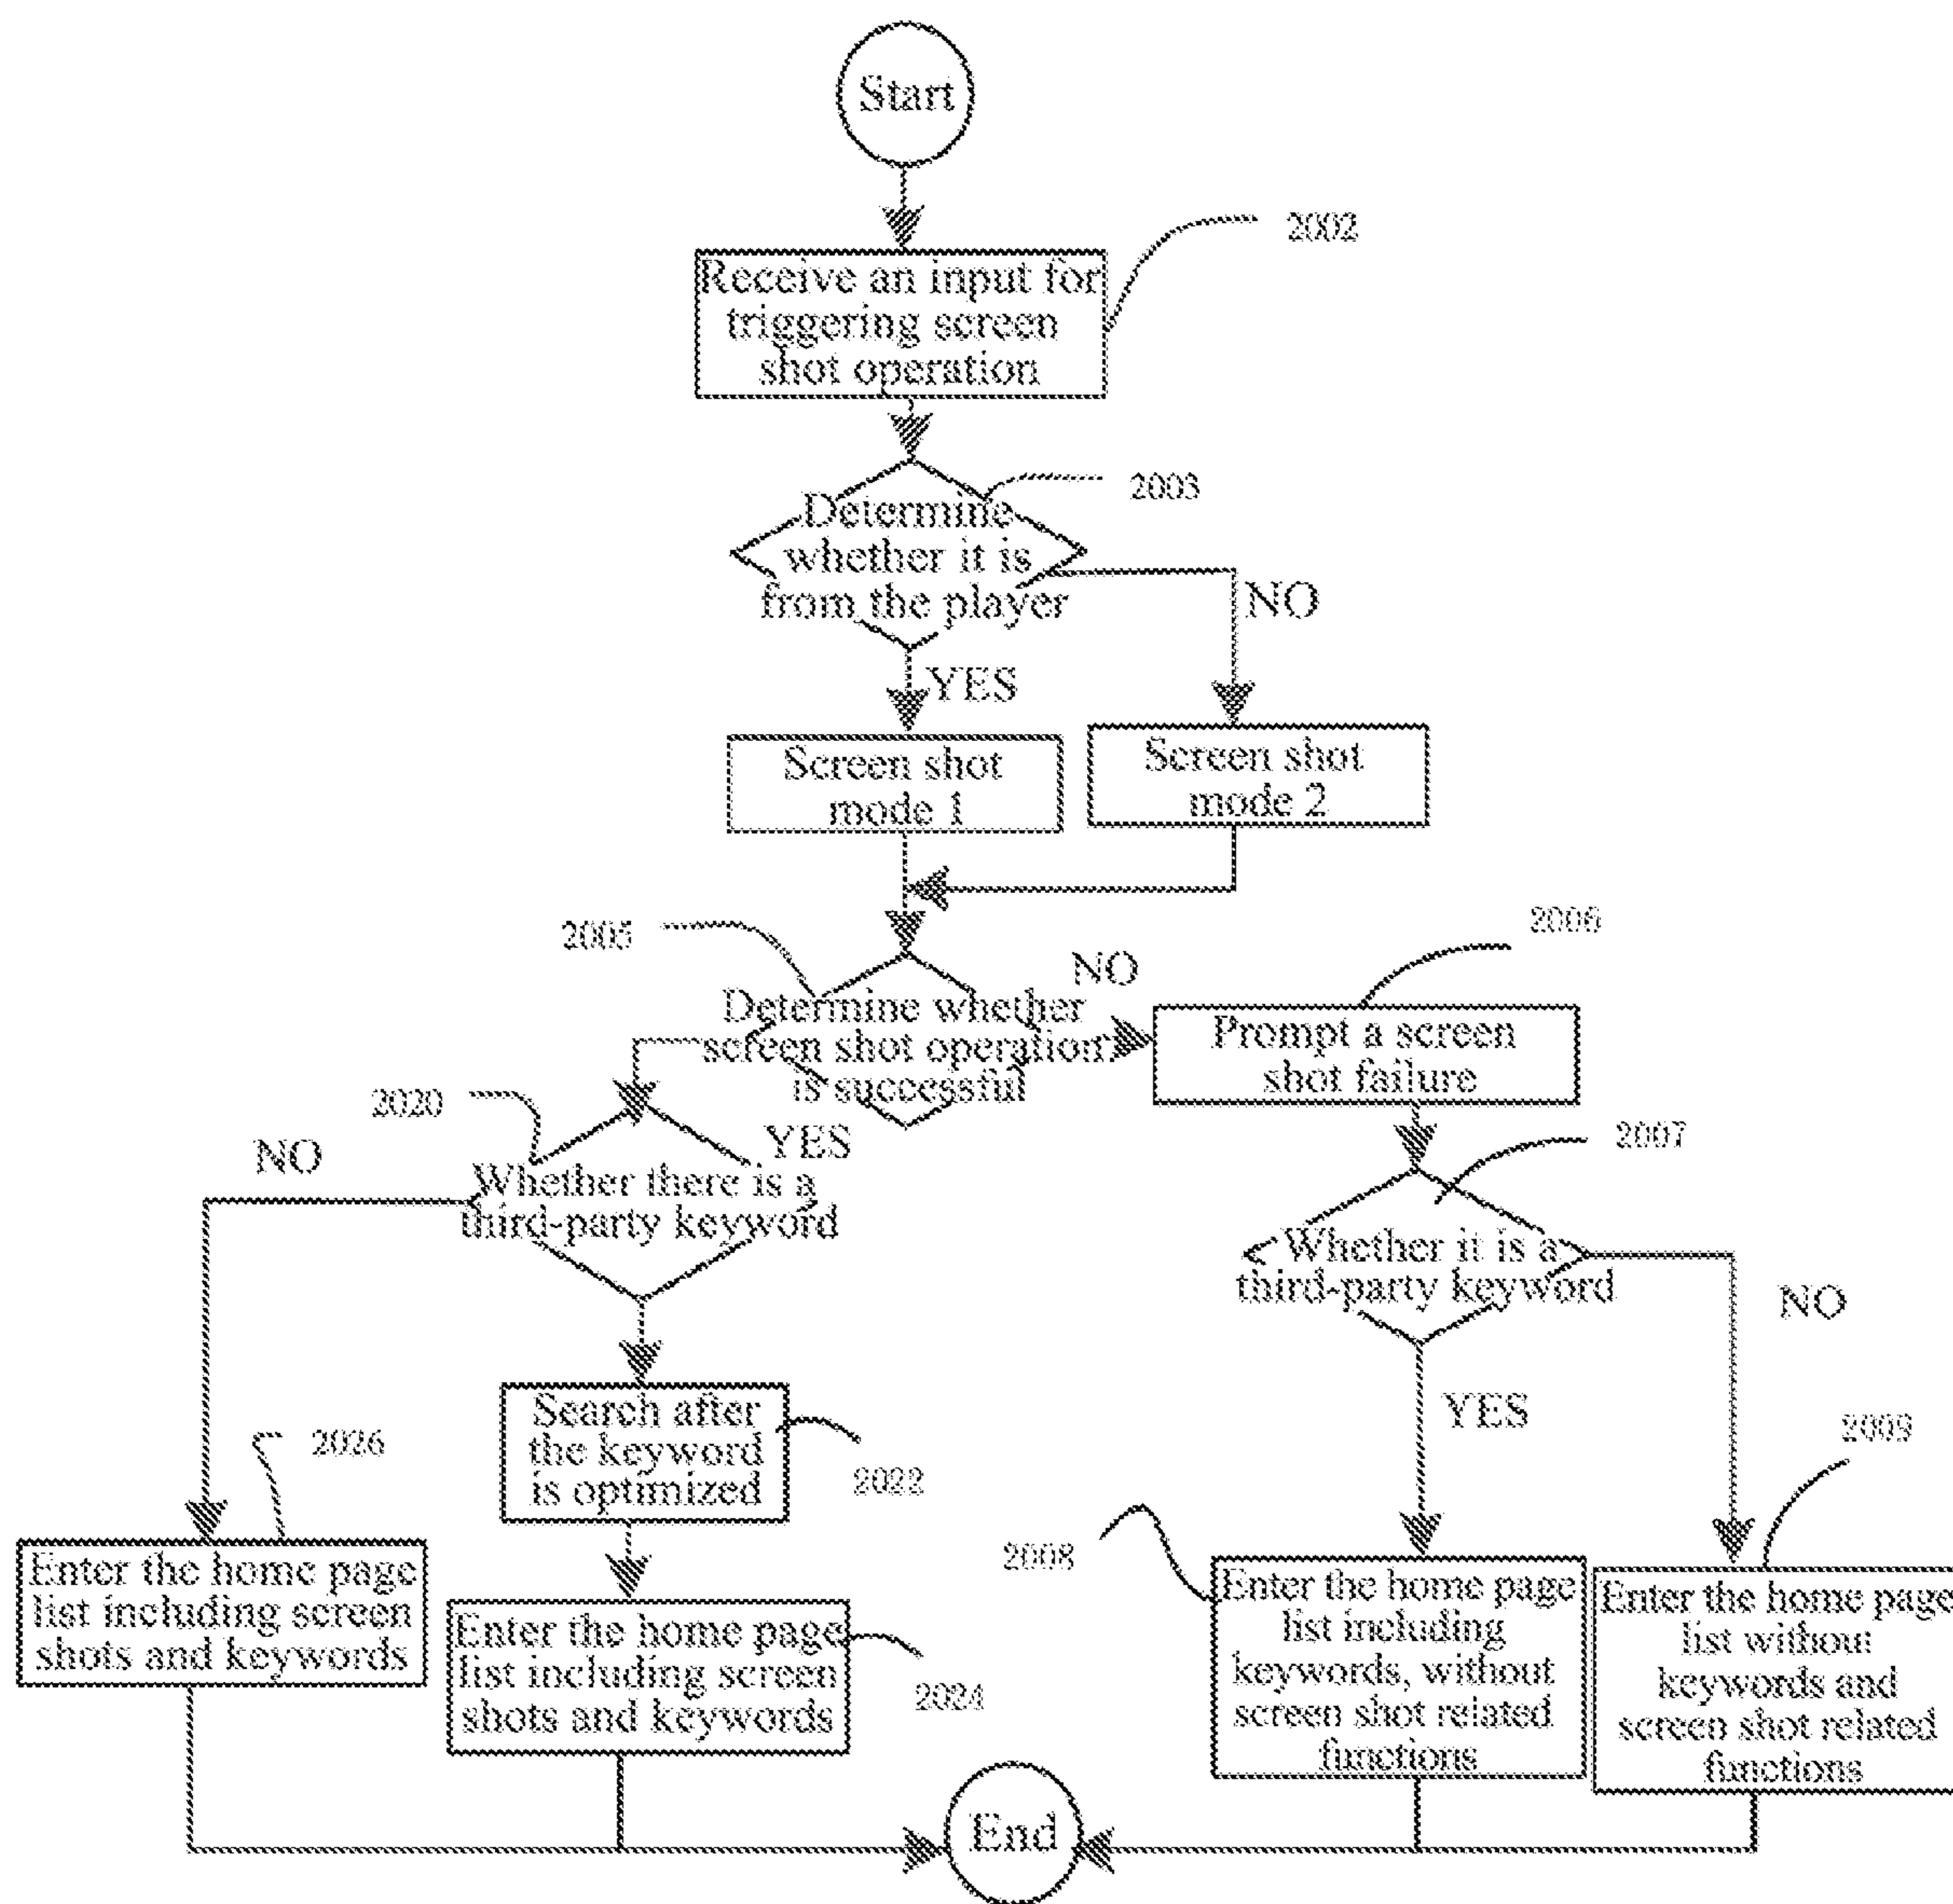 Start
Receive an input for
triggering screen
shot operation
2002
Determine
whether it is
from the player
2003
NO
YES
Screen shot
mode 1
Screen shot
mode 2
2005
Determine whether
screen shot operation
is successful
NO
2006
Prompt a screen
shot failure
2020
YES
NO
Whether there is a
third-party keyword
2007
Whether it is a
third-party keyword
NO
YES
Search after
the keyword
is optimized
2022
2026
Enter the home page
list including screen
shots and keywords
Enter the home page
list including screen
shots and keywords
2024
2008
Enter the home page
list including
keywords, without
screen shot related
functions
2009
Enter the home page
list without
keywords and
screen shot related
functions
End